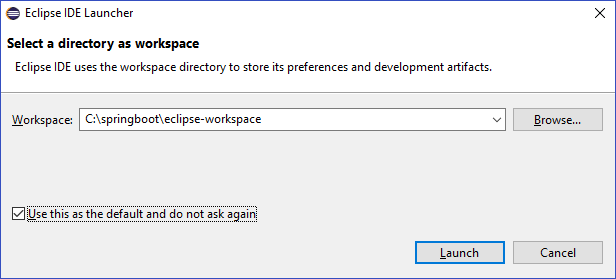 Eclipse IDE Launcher
Select a directory as workspace
Eclipse IDE uses the workspace directory to store its preferences and development artifacts.
Workspace: C:\springboot\eclipse-workspace Browse...
Use this as the default and do not ask again
Launch Cancel